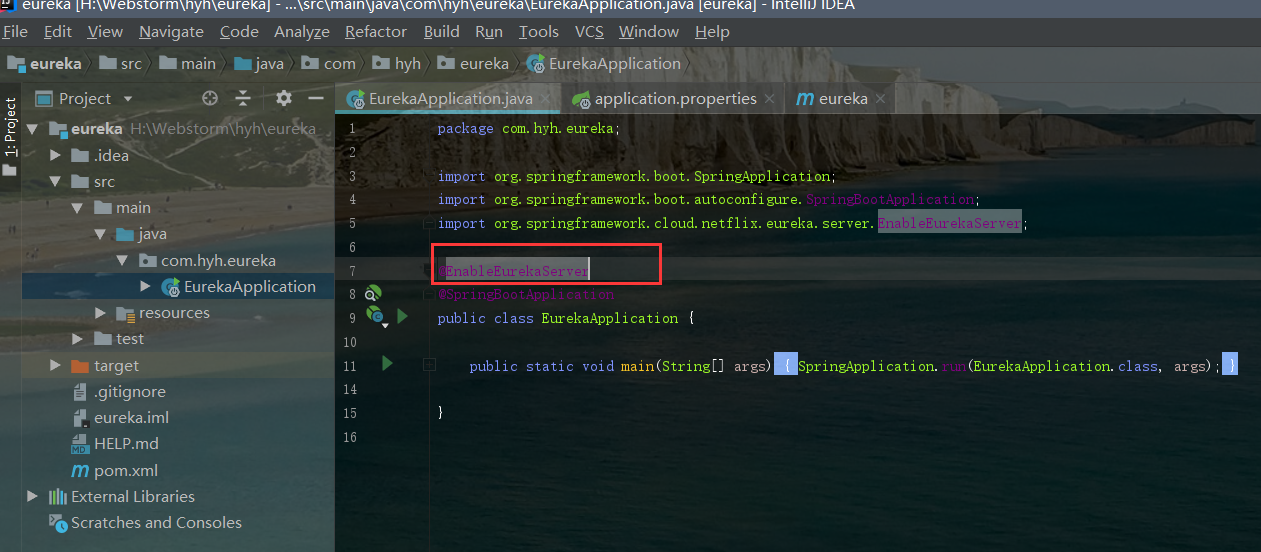 eureka [H:\Webstorm\hyh\eureka] - ...\src\main\java\com\hyh\eureka\EurekaApplication.java [eureka] - IntelliJ IDEA
File Edit View Navigate Code Analyze Refactor Build Run Tools VCS Window Help
eureka src main java com hyh eureka EurekaApplication
1: Project
Project
EurekaApplication.java application.properties m eureka
eureka H:\Webstorm\hyh\eureka
.idea
src
main
java
com.hyh.eureka
EurekaApplication
resources
test
target
.gitignore
eureka.iml
MD HELP.md
m pom.xml
External Libraries
Scratches and Consoles
1 package com.hyh.eureka;
2
3 import org.springframework.boot.SpringApplication;
4 import org.springframework.boot.autoconfigure.SpringBootApplication;
5 import org.springframework.cloud.netflix.eureka.server.EnableEurekaServer;
6
7 @EnableEurekaServer
8 @SpringBootApplication
9 public class EurekaApplication {
10
11 public static void main(String[] args) { SpringApplication.run(EurekaApplication.class, args); }
14
15 }
16